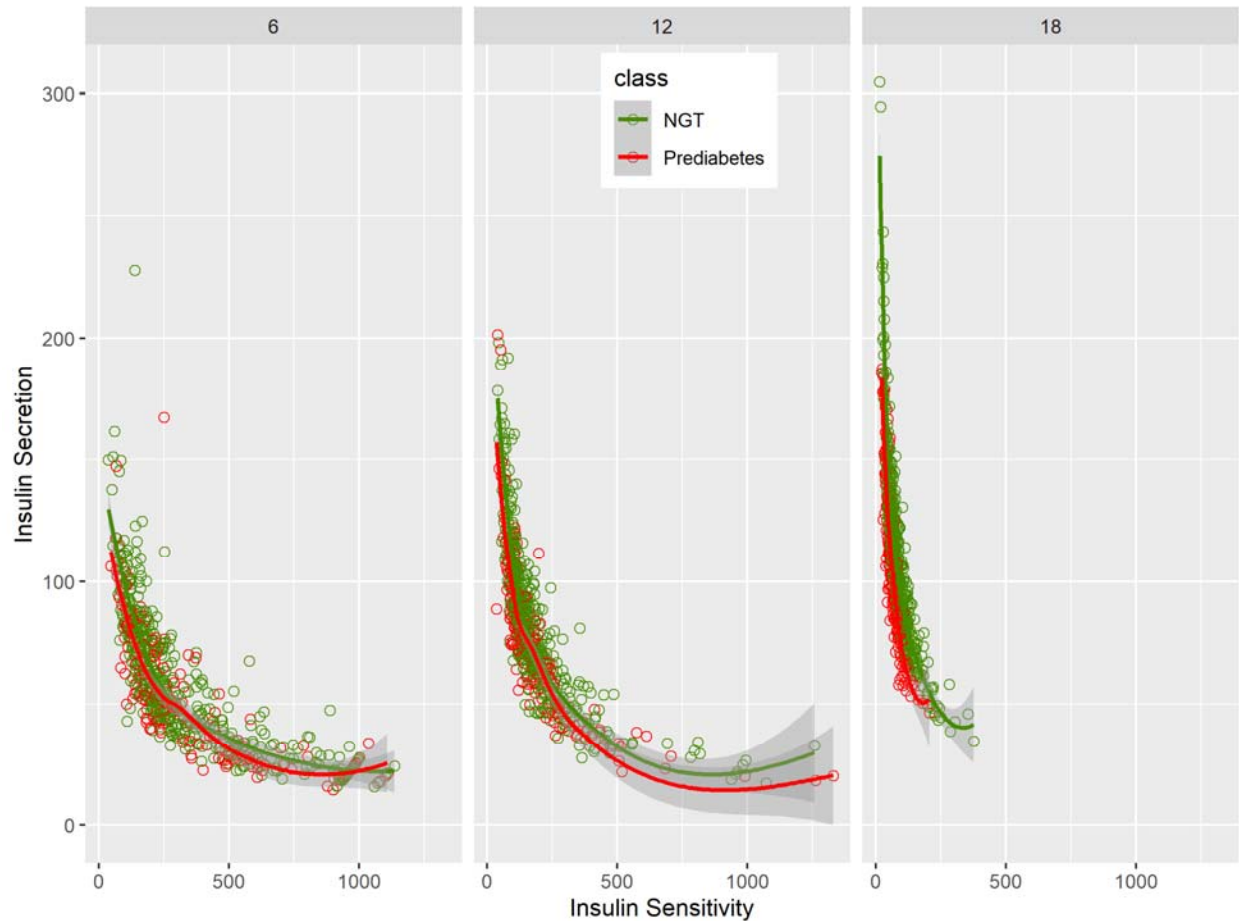 6 12 18
class
NGT
Prediabetes
300
200
100
0
Insulin Secretion
0 500 1000 0 500 1000 0 500 1000
Insulin Sensitivity